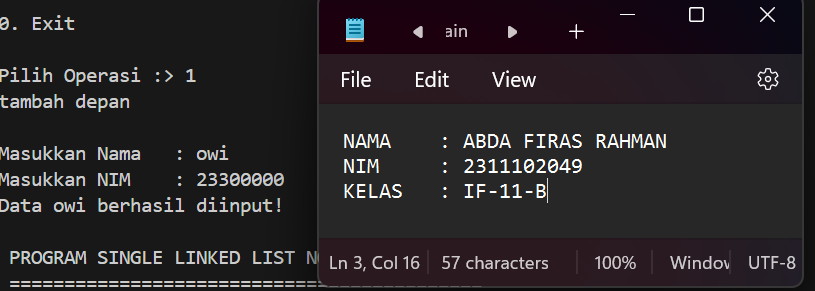 0. Exit
Pilih Operasi :> 1
tambah depan
Masukkan Nama   : owi
Masukkan NIM    : 23300000
Data owi berhasil diinput!
PROGRAM SINGLE LINKED LIST
===========================================
ain
File Edit View
NAMA    : ABDA FIRAS RAHMAN
NIM     : 2311102049
KELAS   : IF-11-B
Ln 3, Col 16 57 characters 100% Window UTF-8